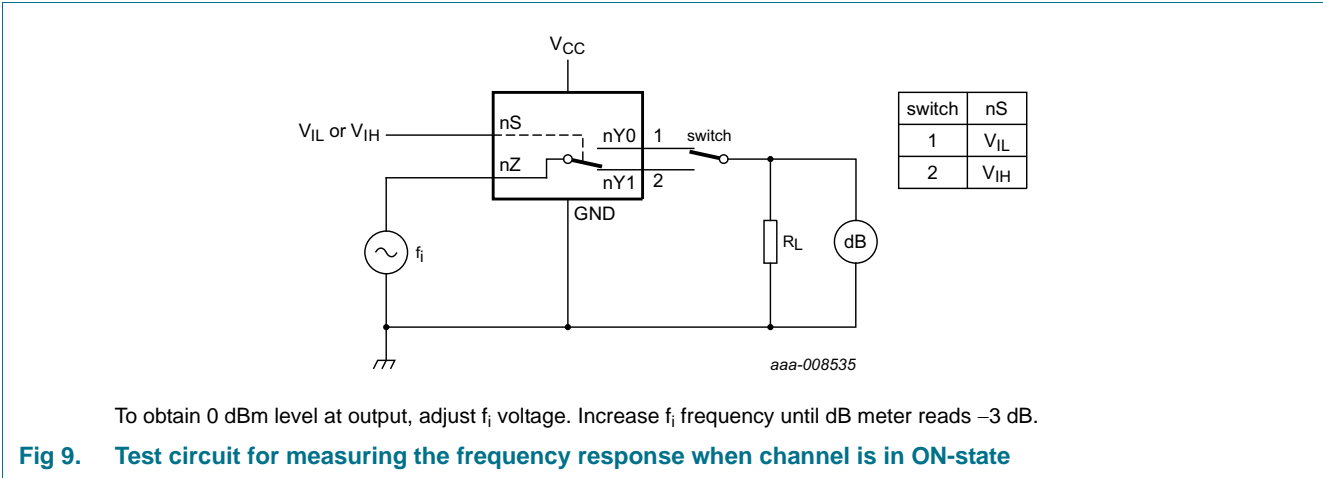 VCC
VIL or VIH
nS
nZ
nY0
1
switch
nY1
2
GND
fi
RL
dB
switch nS
1 VIL
2 VIH
aaa-008535
To obtain 0 dBm level at output, adjust fi voltage. Increase fi frequency until dB meter reads −3 dB.
Fig 9. Test circuit for measuring the frequency response when channel is in ON-state